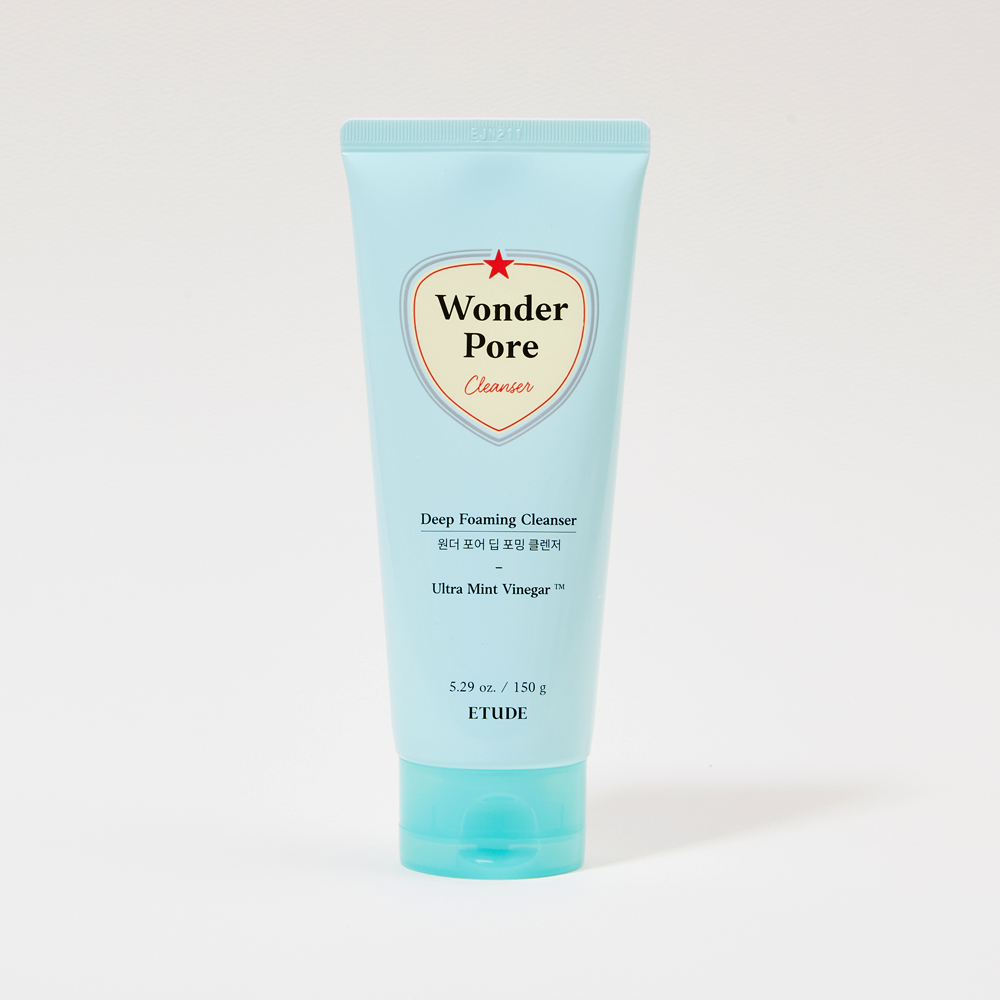 EJN211
Wonder
Pore
Cleanser
Deep Foaming Cleanser
원더 포어 딥 포밍 클렌저
–
Ultra Mint Vinegar ™
5.29 oz. / 150 g
ETUDE